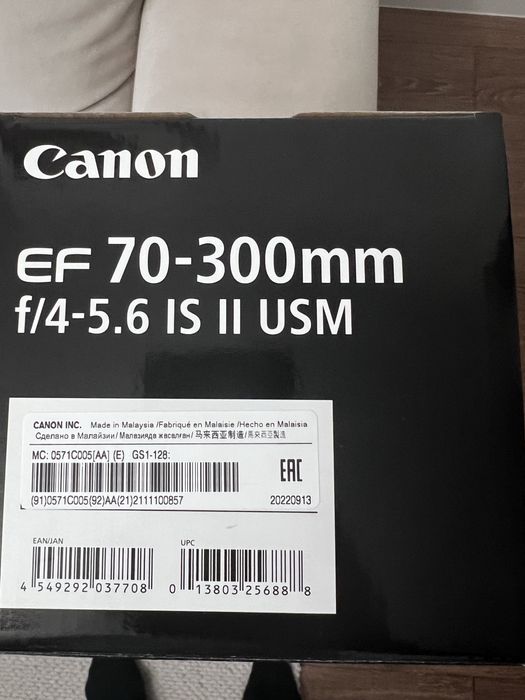 Canon
EF 70-300mm
f/4-5.6 IS II USM
CANON INC. Made in Malaysia /Fabriqué en Malaisie /Hecho en Malaisia
Сделано в Малайзии/ Малазияда жасалған/ 马来西亚制造/馬來西亞製造
MC: 0571C005[AA] (E) GS1-128:
EAC
(91)0571C005(92)AA(21)2111100857 20220913
EAN/JAN UPC
4 549292 037708 0 13803 25688 8